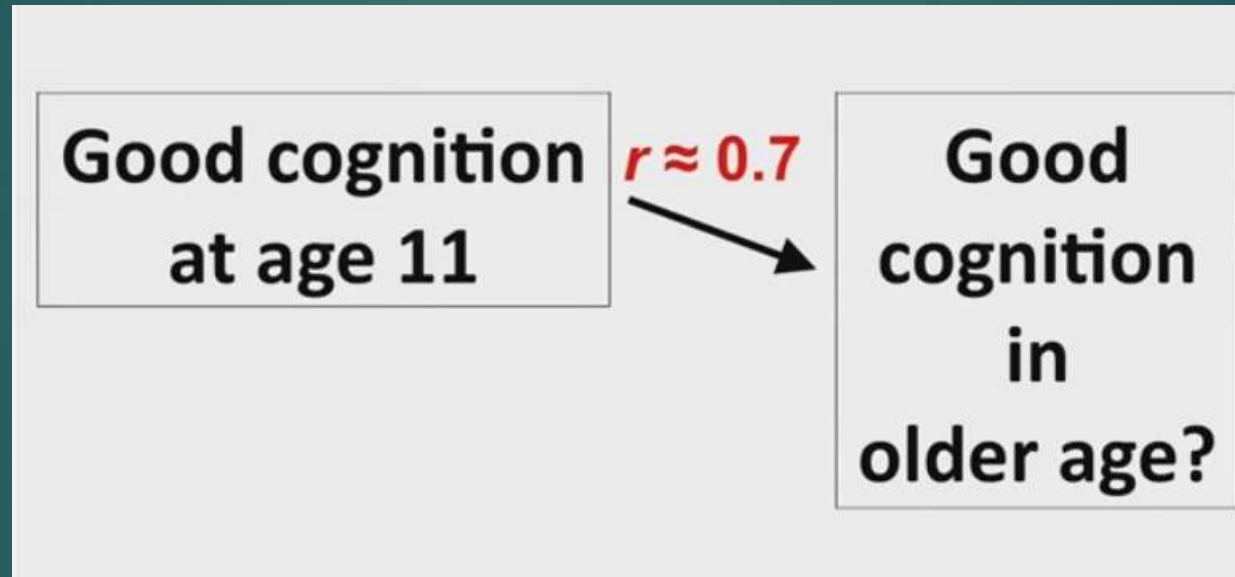 Good cognition
at age 11
r ≈ 0.7
Good
cognition
in
older age?